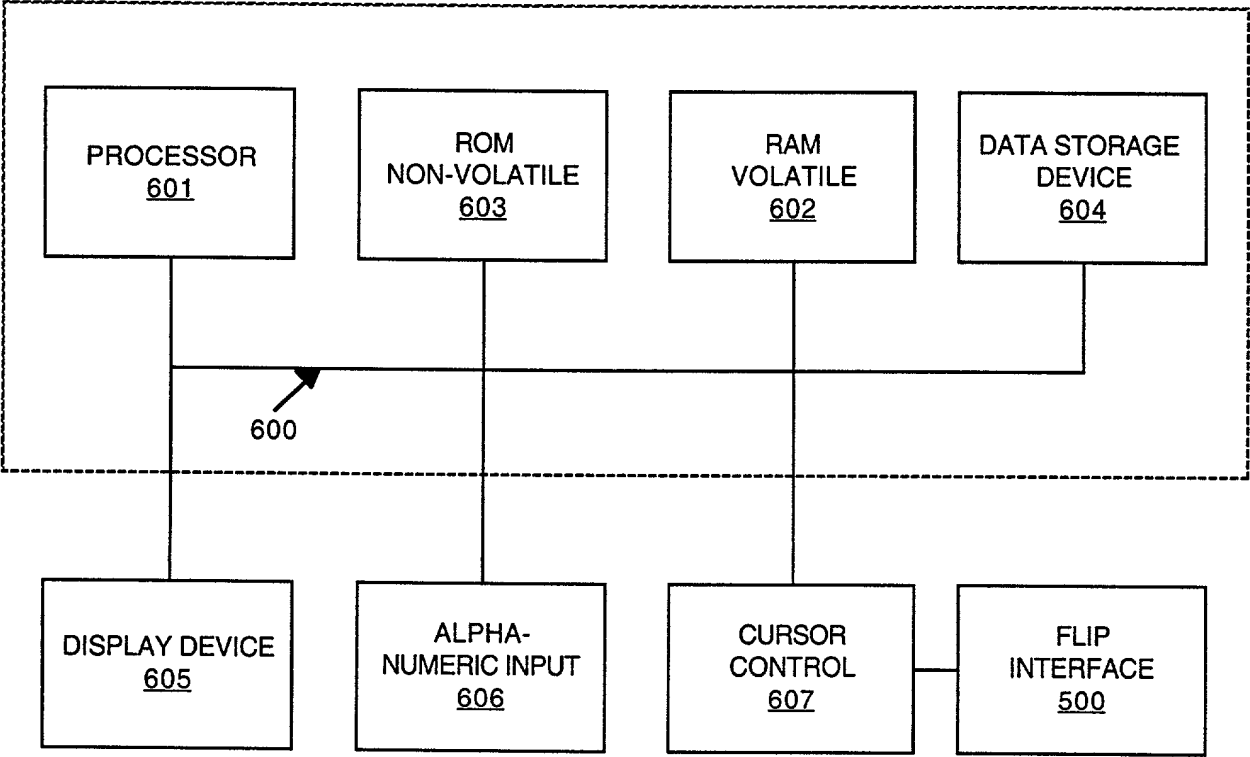 PROCESSOR
601
ROM
NON-VOLATILE
603
RAM
VOLATILE
602
DATA STORAGE
DEVICE
604
600
DISPLAY DEVICE
605
ALPHA-
NUMERIC INPUT
606
CURSOR
CONTROL
607
FLIP
INTERFACE
500